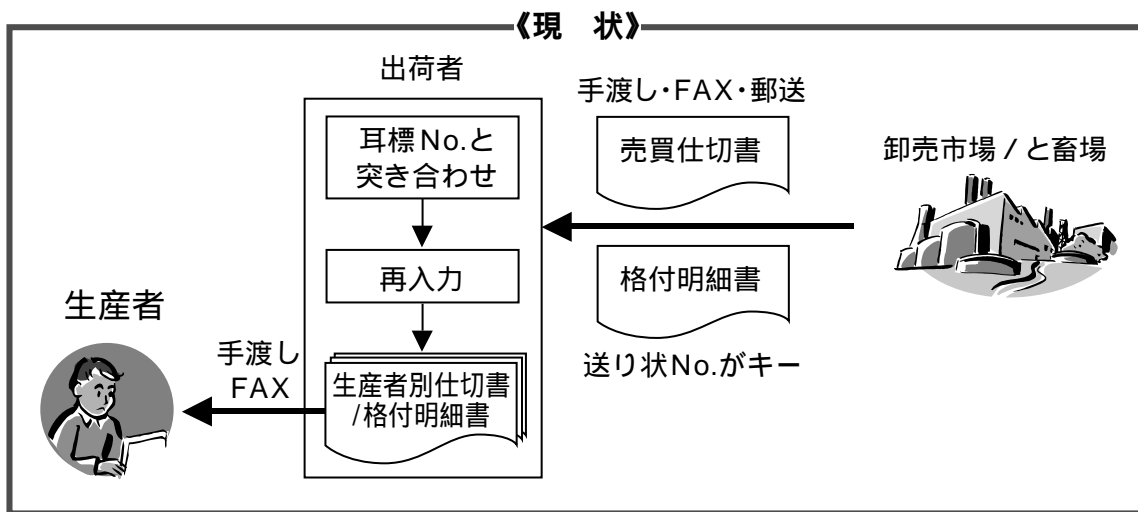 《現　状》
出荷者
手渡し・FAX・郵送
耳標No.と
突き合わせ
売買仕切書
卸売市場／と畜場
再入力
格付明細書
生産者
手渡し
FAX
送り状No.がキー
生産者別仕切書
/格付明細書